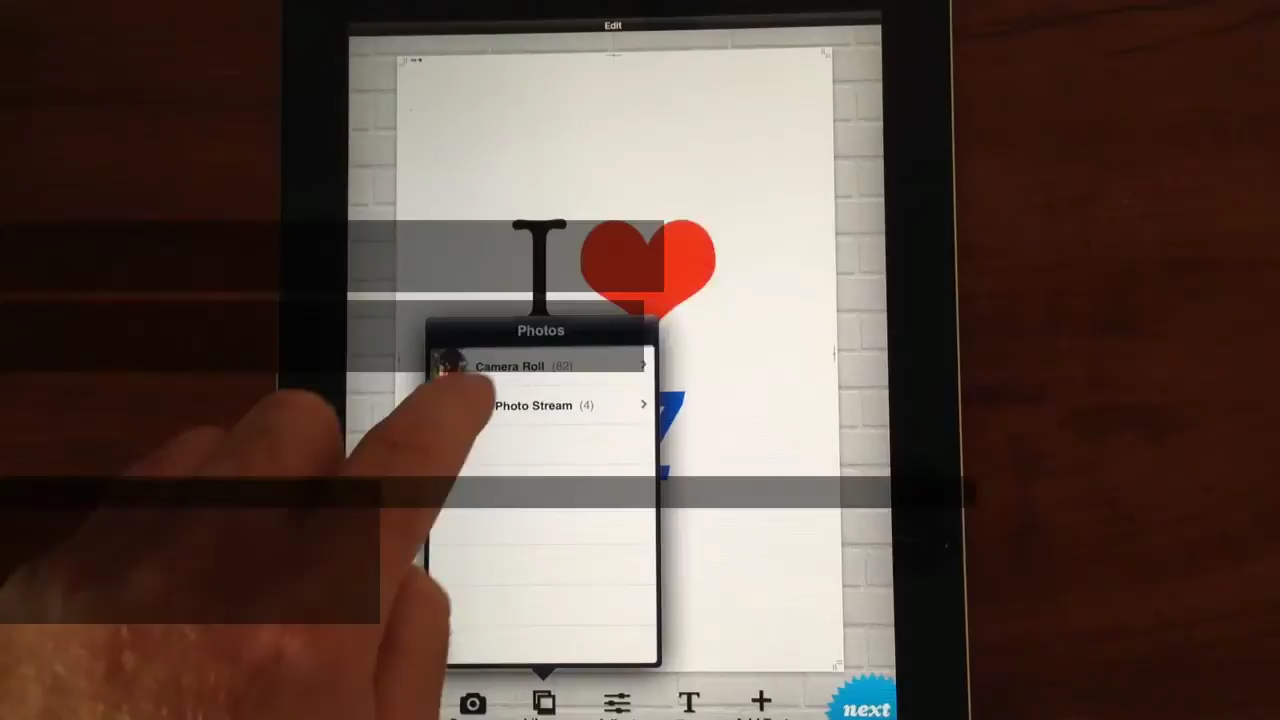 Edit
I
Photos
Camera Roll (82)
Photo Stream (4)
T
next